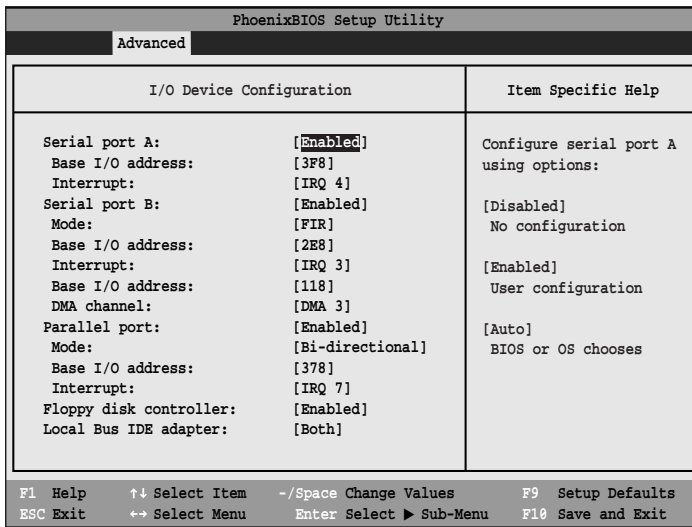 PhoenixBIOS Setup Utility
Advanced
I/O Device Configuration
Item Specific Help
Serial port A: [Enabled]
Base I/O address: [3F8]
Interrupt: [IRQ 4]
Serial port B: [Enabled]
Mode: [FIR]
Base I/O address: [2E8]
Interrupt: [IRQ 3]
Base I/O address: [118]
DMA channel: [DMA 3]
Parallel port: [Enabled]
Mode: [Bi-directional]
Base I/O address: [378]
Interrupt: [IRQ 7]
Floppy disk controller: [Enabled]
Local Bus IDE adapter: [Both]
Configure serial port A
using options:
[Disabled]
No configuration
[Enabled]
User configuration
[Auto]
BIOS or OS chooses
F1 Help ↑↓ Select Item -/Space Change Values F9 Setup Defaults
ESC Exit ←→ Select Menu Enter Select ▶ Sub-Menu F10 Save and Exit